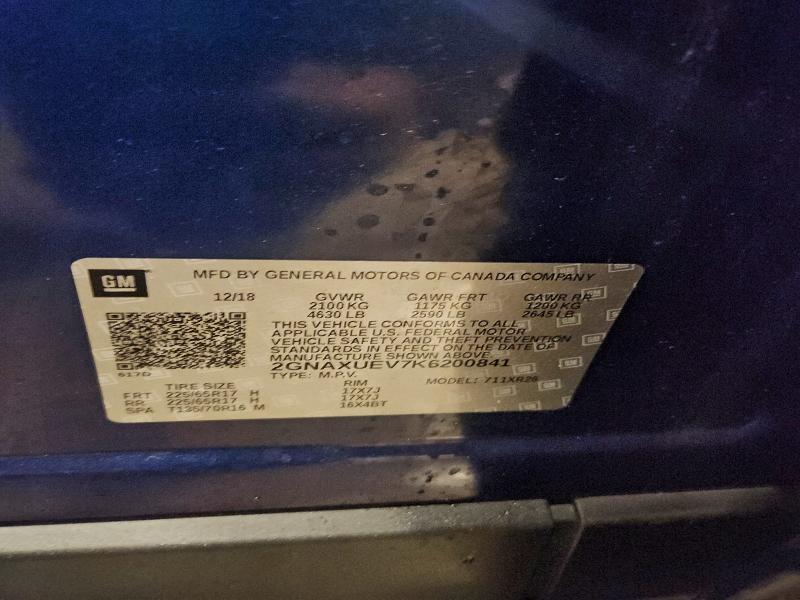 GM
MFD BY GENERAL MOTORS OF CANADA COMPANY
12/18 GVWR GAWR FRT GAWR RR
2100 KG 1175 KG 1200 KG
4630 LB 2590 LB 2645 LB
THIS VEHICLE CONFORMS TO ALL
APPLICABLE U.S. FEDERAL MOTOR
VEHICLE SAFETY AND THEFT PREVENTION
STANDARDS IN EFFECT ON THE DATE OF
MANUFACTURE SHOWN ABOVE.
2GNAXUEV7K6200841
617D TYPE: M.P.V. MODEL: 711XR26
TIRE SIZE RIM
FRT 225/65R17 H 17X7J
RR 225/65R17 H 17X7J
SPA T135/70R16 M 16X4BT